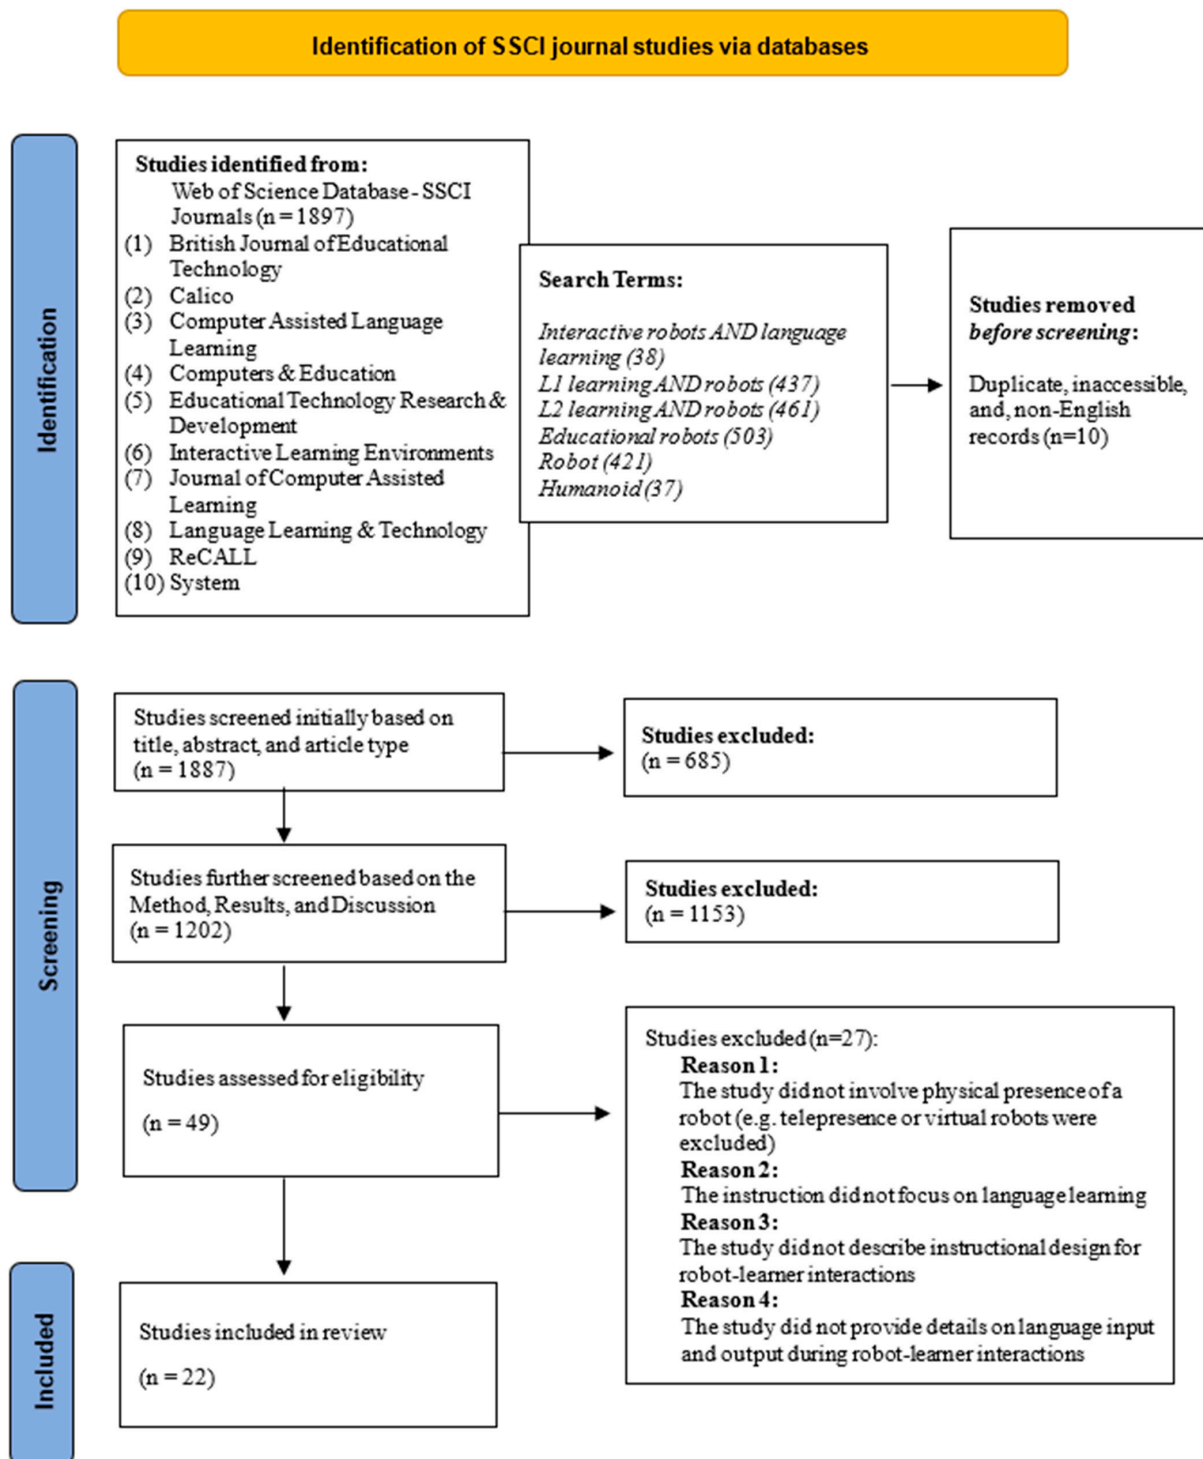 Identification of SSCI journal studies via databases
Identification
Studies identified from:
Web of Science Database - SSCI
Journals (n = 1897)
(1) British Journal of Educational
Technology
(2) Calico
(3) Computer Assisted Language
Learning
(4) Computers & Education
(5) Educational Technology Research &
Development
(6) Interactive Learning Environments
(7) Journal of Computer Assisted
Learning
(8) Language Learning & Technology
(9) ReCALL
(10) System
Search Terms:
Interactive robots AND language
learning (38)
L1 learning AND robots (437)
L2 learning AND robots (461)
Educational robots (503)
Robot (421)
Humanoid (37)
Studies removed
before screening:
Duplicate, inaccessible,
and, non-English
records (n=10)
Screening
Studies screened initially based on
title, abstract, and article type
(n = 1887)
Studies excluded:
(n = 685)
Studies further screened based on the
Method, Results, and Discussion
(n = 1202)
Studies excluded:
(n = 1153)
Studies assessed for eligibility
(n = 49)
Studies excluded (n=27):
Reason 1:
The study did not involve physical presence of a
robot (e.g. telepresence or virtual robots were
excluded)
Reason 2:
The instruction did not focus on language learning
Reason 3:
The study did not describe instructional design for
robot-learner interactions
Reason 4:
The study did not provide details on language input
and output during robot-learner interactions
Included
Studies included in review
(n = 22)